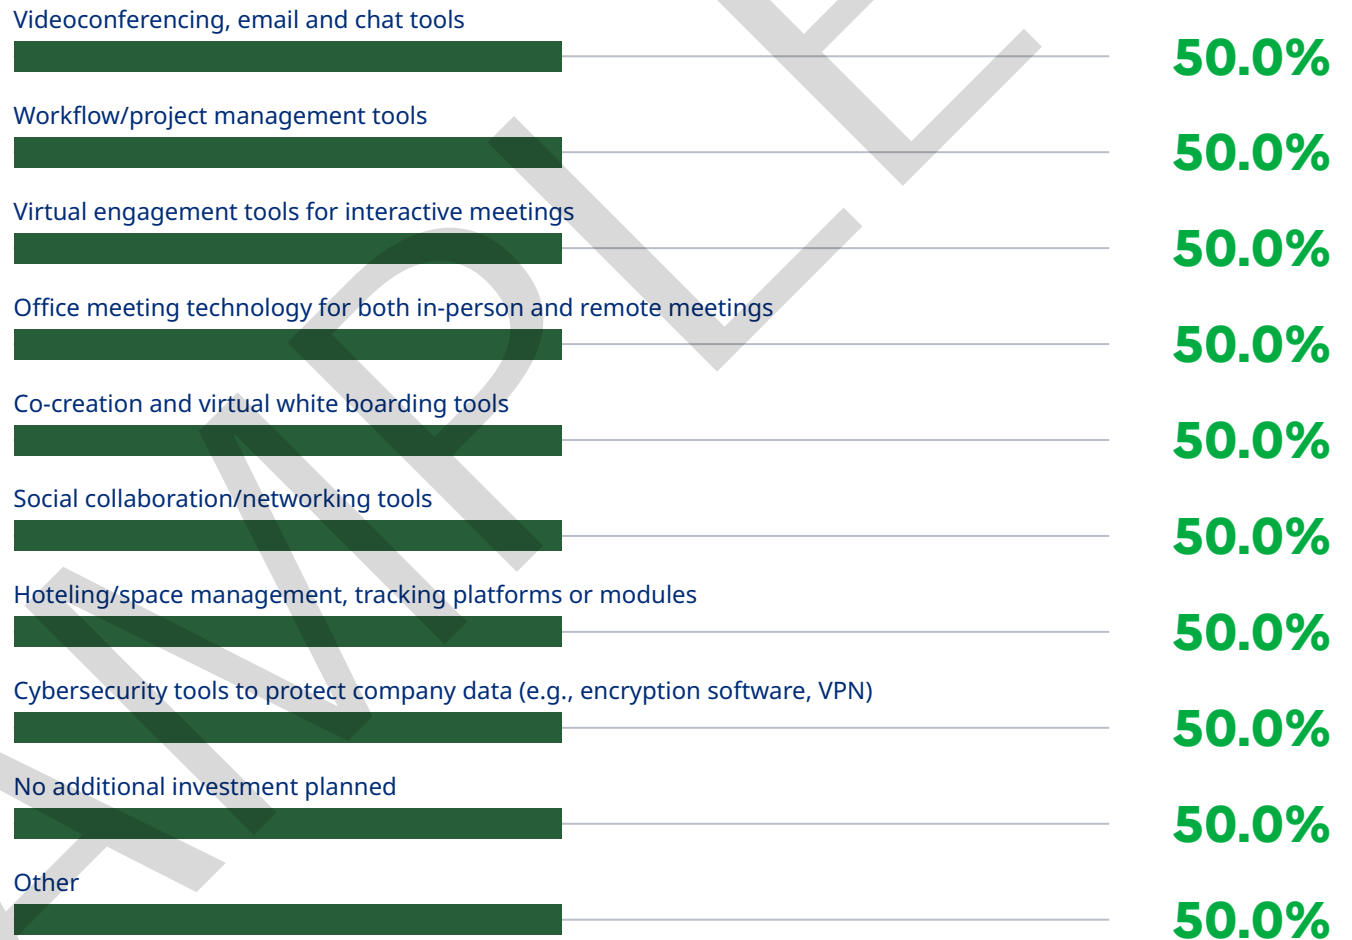 Videoconferencing, email and chat tools
50.0%
Workflow/project management tools
50.0%
Virtual engagement tools for interactive meetings
50.0%
Office meeting technology for both in-person and remote meetings
50.0%
Co-creation and virtual white boarding tools
50.0%
Social collaboration/networking tools
50.0%
Hoteling/space management, tracking platforms or modules
50.0%
Cybersecurity tools to protect company data (e.g., encryption software, VPN)
50.0%
No additional investment planned
50.0%
Other
50.0%
AMPLE